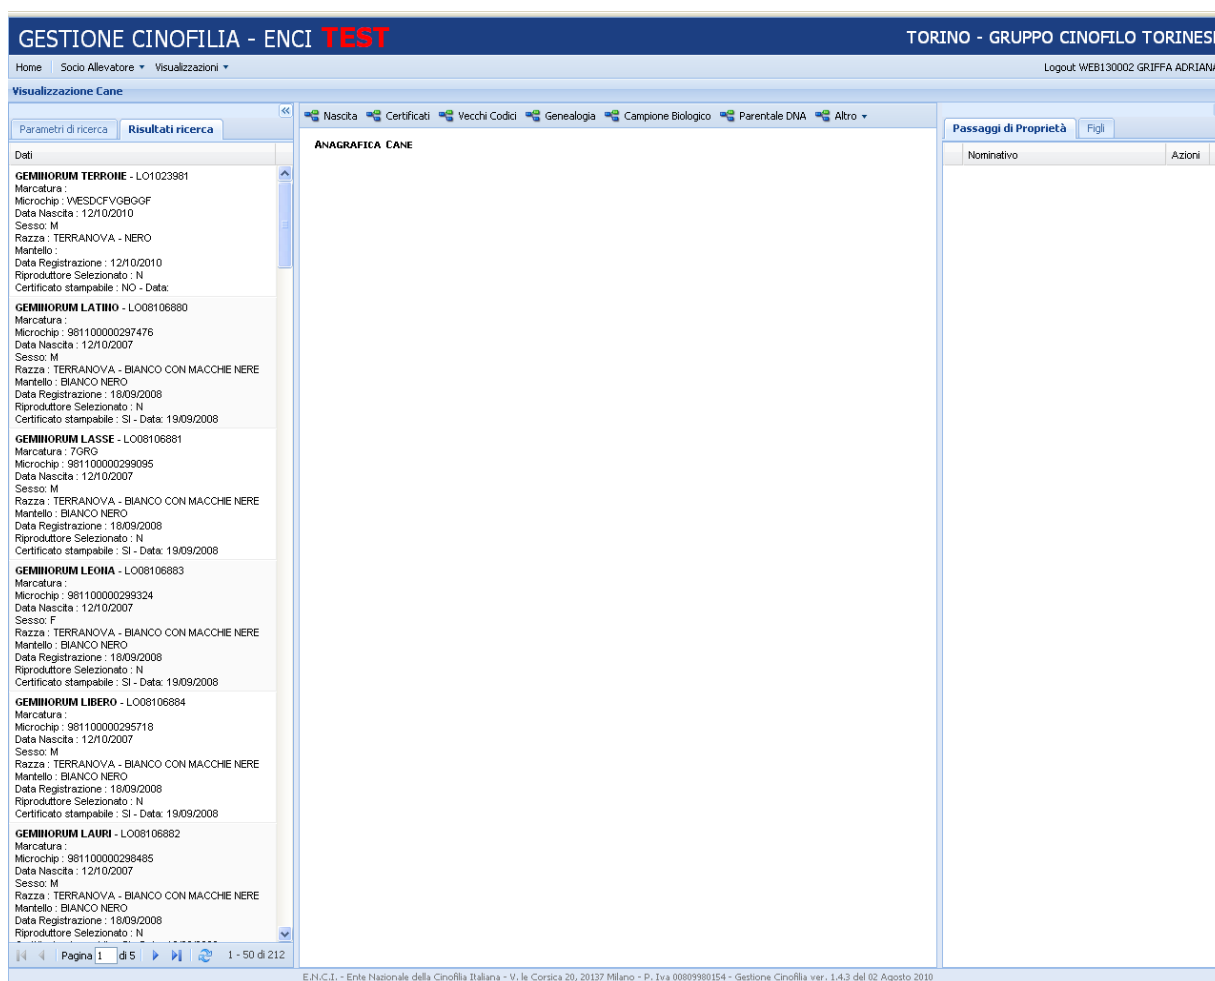 GESTIONE CINOFILIA - ENCI TEST
TORINO - GRUPPO CINOFILO TORINESE
Home Socio Allevatore Visualizzazioni
Logout WEB130002 GRIFFA ADRIANA
Visualizzazione Cane
Parametri di ricerca Risultati ricerca
Dati
GEMINORUM TERRONE - LO1023981
Marcatura :
Microchip : WESDCFVGBGGF
Data Nascita : 12/10/2010
Sesso: M
Razza : TERRANOVA - NERO
Mantello :
Data Registrazione : 12/10/2010
Riproduttore Selezionato : N
Certificato stampabile : NO - Data:
GEMINORUM LATINO - LO08106880
Marcatura :
Microchip : 981100000297476
Data Nascita : 12/10/2007
Sesso: M
Razza : TERRANOVA - BIANCO CON MACCHIE NERE
Mantello : BIANCO NERO
Data Registrazione : 18/09/2008
Riproduttore Selezionato : N
Certificato stampabile : SI - Data: 19/09/2008
GEMINORUM LASSE - LO08106881
Marcatura : 7GRG
Microchip : 981100000299095
Data Nascita : 12/10/2007
Sesso: M
Razza : TERRANOVA - BIANCO CON MACCHIE NERE
Mantello : BIANCO NERO
Data Registrazione : 18/09/2008
Riproduttore Selezionato : N
Certificato stampabile : SI - Data: 19/09/2008
GEMINORUM LEONA - LO08106883
Marcatura :
Microchip : 981100000299324
Data Nascita : 12/10/2007
Sesso: F
Razza : TERRANOVA - BIANCO CON MACCHIE NERE
Mantello : BIANCO NERO
Data Registrazione : 18/09/2008
Riproduttore Selezionato : N
Certificato stampabile : SI - Data: 19/09/2008
GEMINORUM LIBERO - LO08106884
Marcatura :
Microchip : 981100000295718
Data Nascita : 12/10/2007
Sesso: M
Razza : TERRANOVA - BIANCO CON MACCHIE NERE
Mantello : BIANCO NERO
Data Registrazione : 18/09/2008
Riproduttore Selezionato : N
Certificato stampabile : SI - Data: 19/09/2008
GEMINORUM LAURI - LO08106882
Marcatura :
Microchip : 981100000298485
Data Nascita : 12/10/2007
Sesso: M
Razza : TERRANOVA - BIANCO CON MACCHIE NERE
Mantello : BIANCO NERO
Data Registrazione : 18/09/2008
Riproduttore Selezionato : N
Pagina 1 di 5 1 - 50 di 212
Nascita Certificati Vecchi Codici Genealogia Campione Biologico Parentale DNA Altro
ANAGRAFICA CANE
Passaggi di Proprietà Figli
Nominativo Azioni
E.N.C.I. - Ente Nazionale della Cinofilia Italiana - V. le Corsica 20, 20137 Milano - P. Iva 00809980154 - Gestione Cinofilia ver. 1.4.3 del 02 Agosto 2010